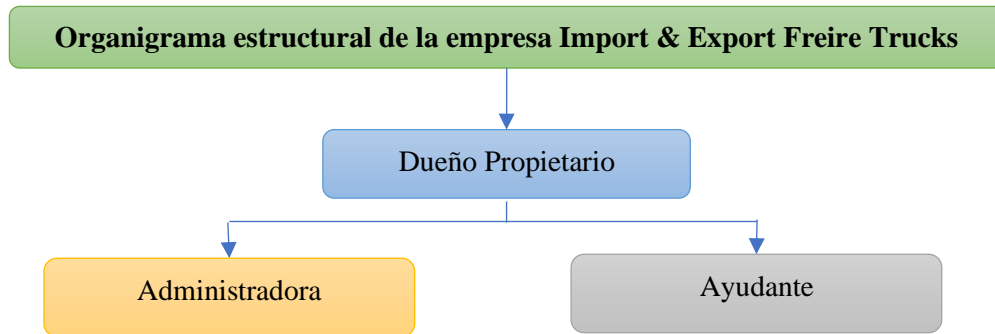 Organigrama estructural de la empresa Import & Export Freire Trucks
Dueño Propietario
Administradora
Ayudante